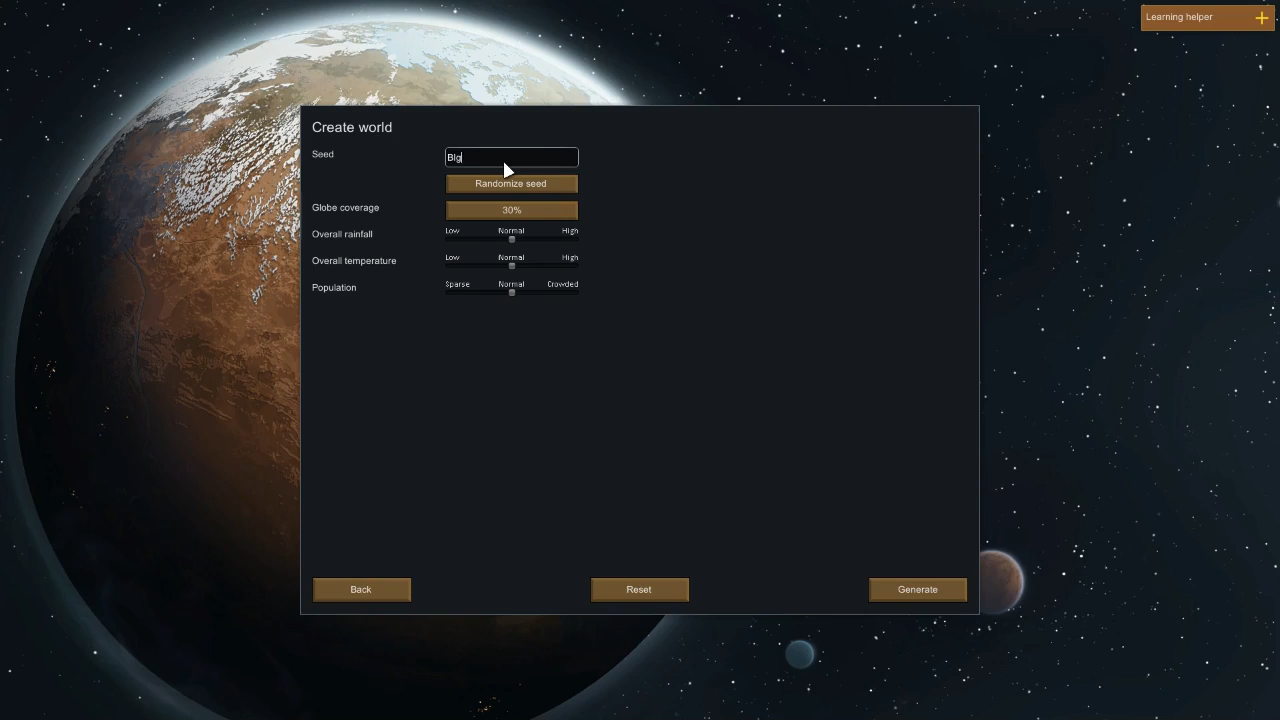 Learning helper
Create world
Seed
BIg
Randomize seed
Globe coverage
30%
Overall rainfall
Low Normal High
Overall temperature
Low Normal High
Population
Sparse Normal Crowded
Back
Reset
Generate